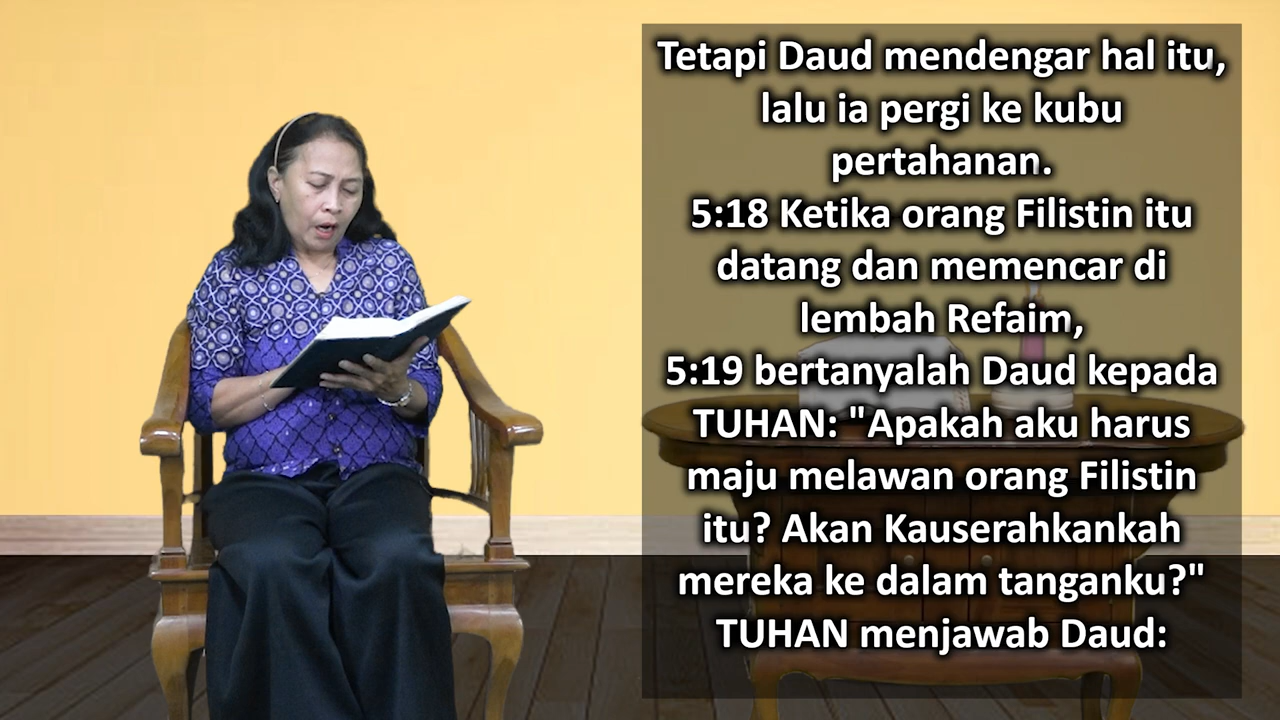 Tetapi Daud mendengar hal itu,
lalu ia pergi ke kubu
pertahanan.
5:18 Ketika orang Filistin itu
datang dan memencar di
lembah Refaim,
5:19 bertanyalah Daud kepada
TUHAN: "Apakah aku harus
maju melawan orang Filistin
itu? Akan Kauserahkankah
mereka ke dalam tanganku?"
TUHAN menjawab Daud: